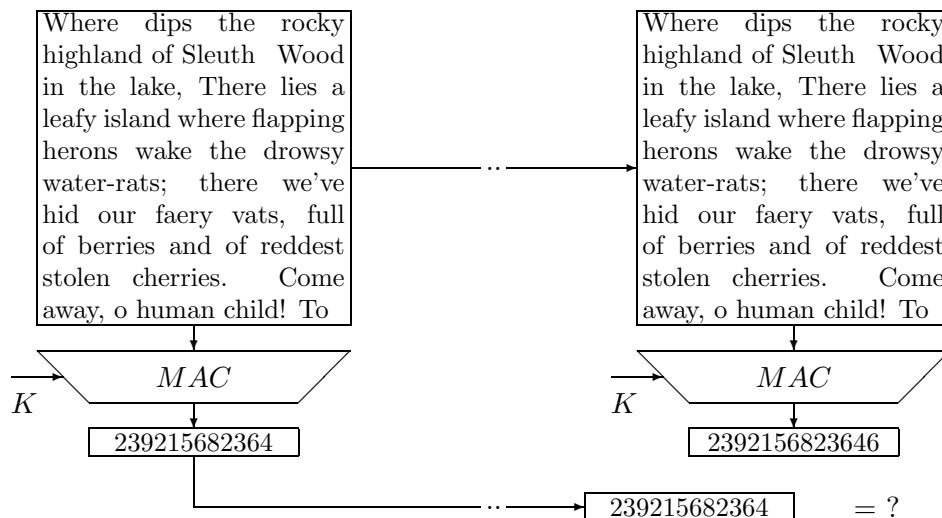 Where dips the rocky
highland of Sleuth Wood
in the lake, There lies a
leafy island where flapping
herons wake the drowsy
water-rats; there we've
hid our faery vats, full
of berries and of reddest
stolen cherries. Come
away, o human child! To
MAC
K
239215682364
..
Where dips the rocky
highland of Sleuth Wood
in the lake, There lies a
leafy island where flapping
herons wake the drowsy
water-rats; there we've
hid our faery vats, full
of berries and of reddest
stolen cherries. Come
away, o human child! To
MAC
K
2392156823646
..
239215682364 = ?